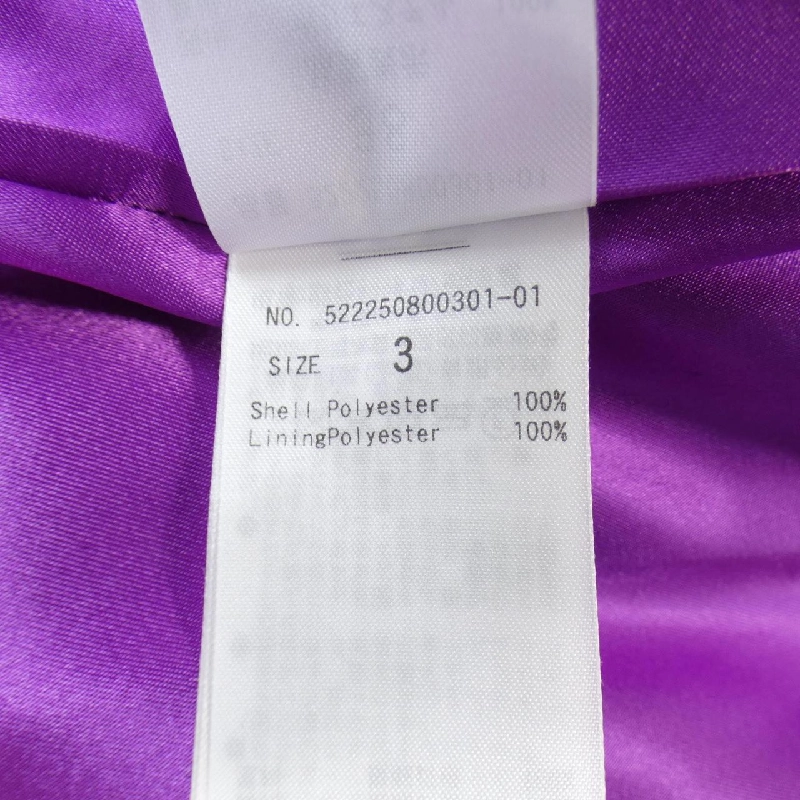 NO. 522250800301-01
SIZE 3
Shell Polyester 100%
LiningPolyester 100%